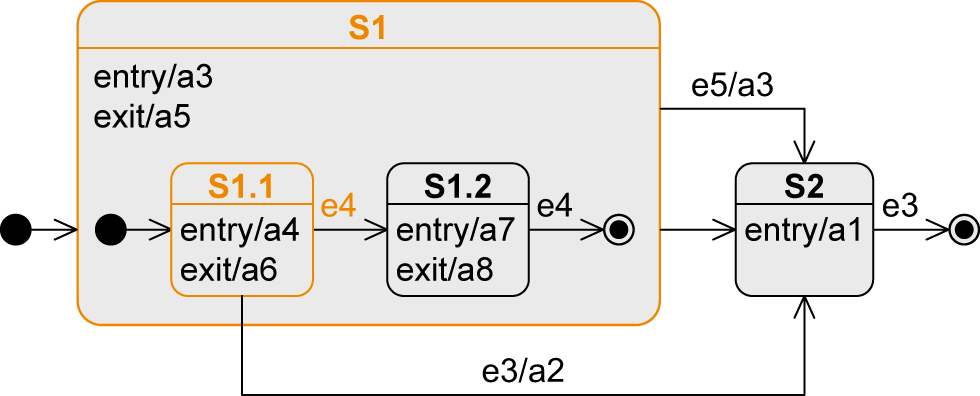 S1
entry/a3
exit/a5
e5/a3
S1.1
entry/a4
exit/a6
e4
S1.2
entry/a7
exit/a8
e4
S2
entry/a1
e3
e3/a2